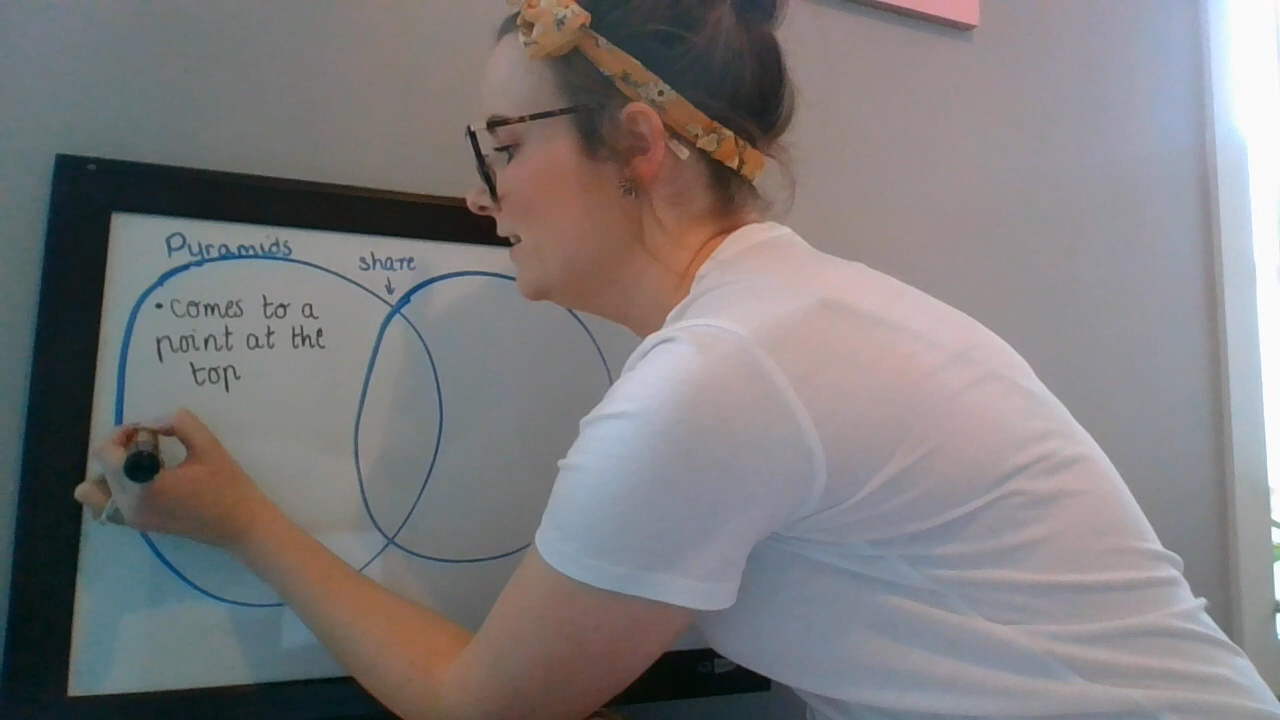 Pyramids
share
• comes to a
point at the
top